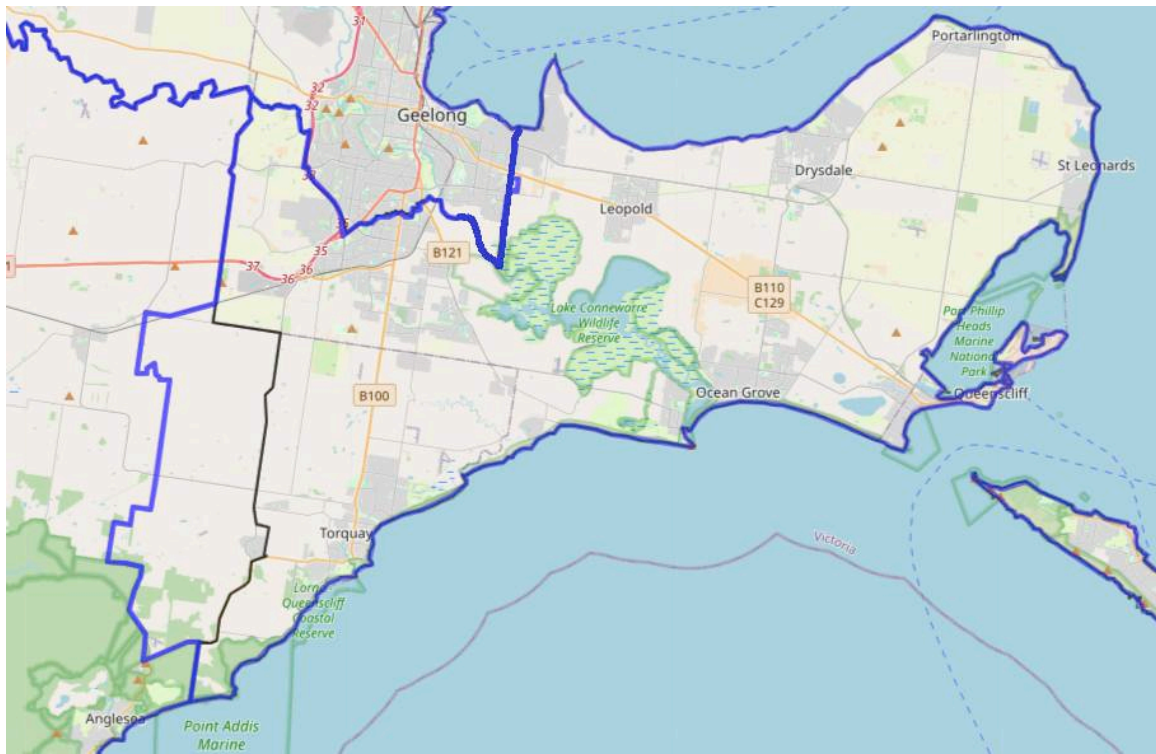 31
32
32
Geelong
33
35
35
36
36
37
M1
B121
B100
Leopold
Drysdale
Portarlington
St Leonards
B110
C129
Lake Connewarre
Wildlife
Reserve
Port Phillip
Heads
Marine
National
Park
Queenscliff
Ocean Grove
Torquay
Lorne
Queenscliff
Coastal
Reserve
Victoria
Anglesea
Point Addis
Marine